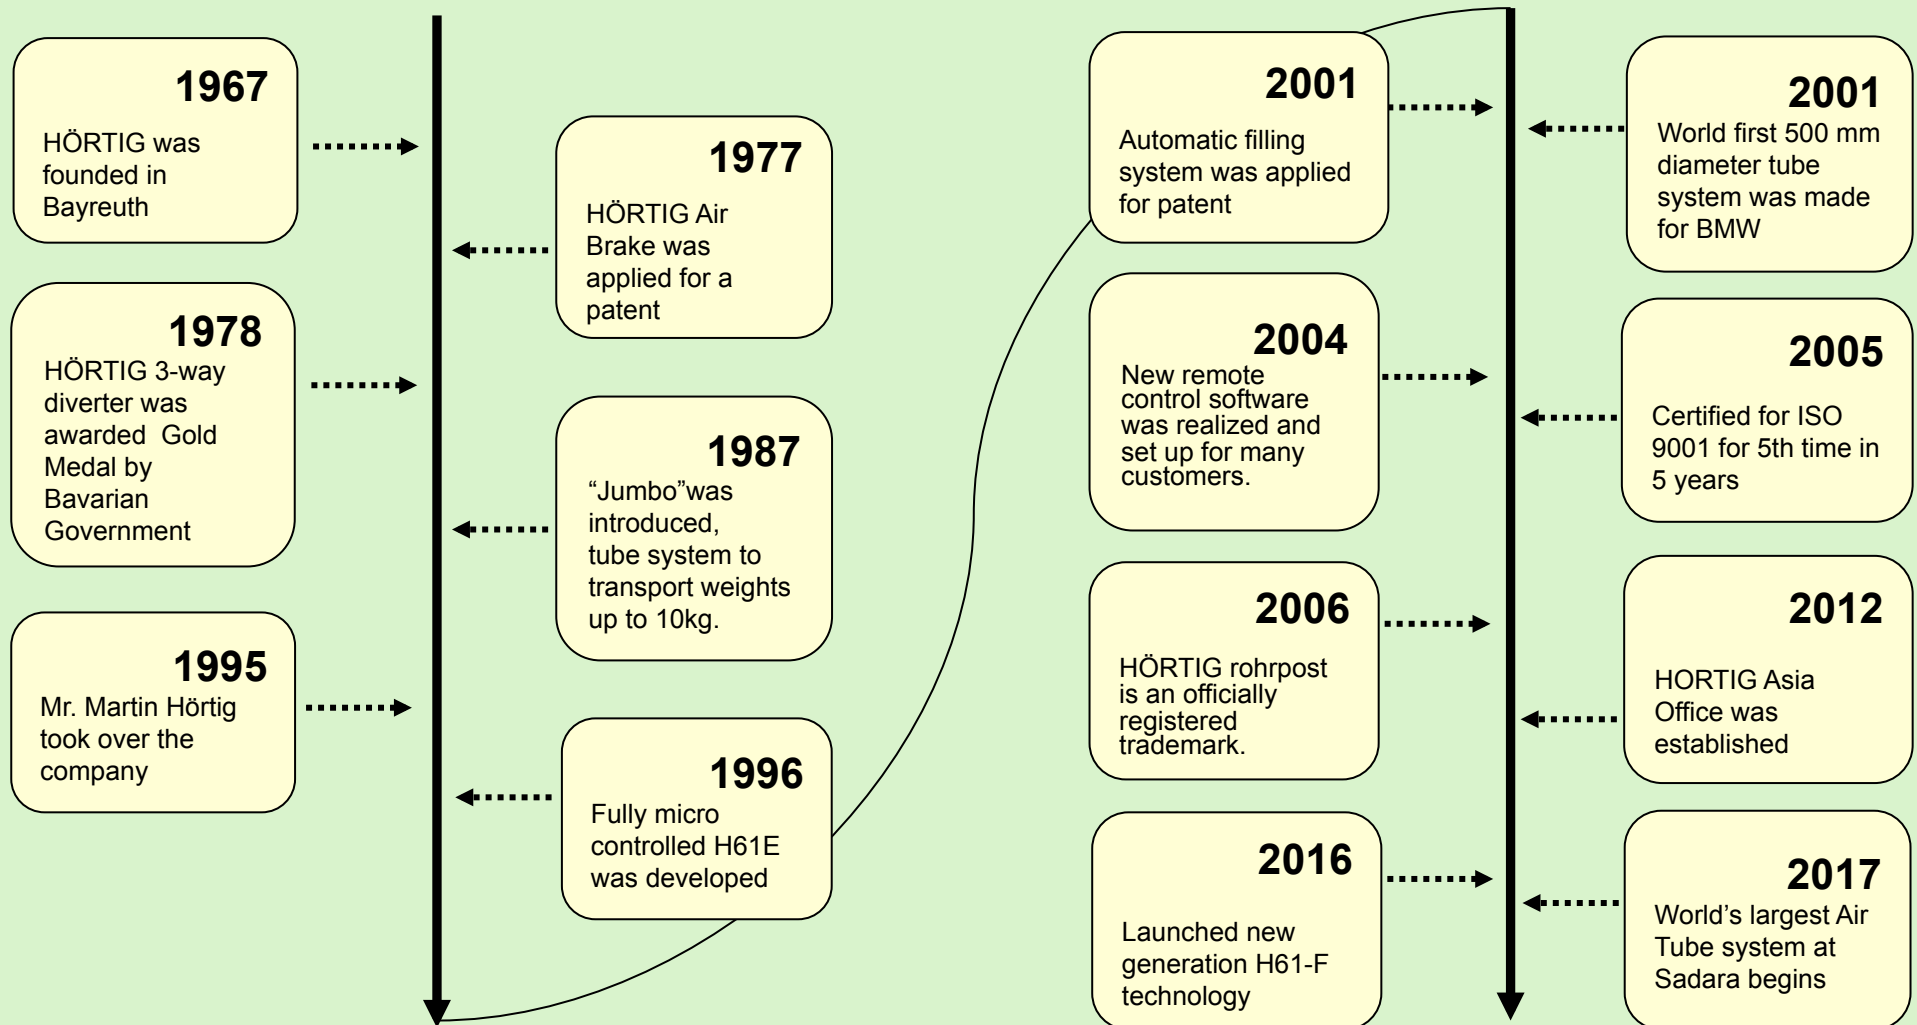 1967
HÖRTIG was
founded in
Bayreuth
1977
HÖRTIG Air
Brake was
applied for a
patent
1978
HÖRTIG 3-way
diverter was
awarded  Gold
Medal by
Bavarian
Government
1987
“Jumbo”was
introduced,
tube system to
transport weights
up to 10kg.
1995
Mr. Martin Hörtig
took over the
company
1996
Fully micro
controlled H61E
was developed
2001
Automatic filling
system was applied
for patent
2001
World first 500 mm
diameter tube
system was made
for BMW
2004
New remote
control software
was realized and
set up for many
customers.
2005
Certified for ISO
9001 for 5th time in
5 years
2006
HÖRTIG rohrpost
is an officially
registered
trademark.
2012
HORTIG Asia
Office was
established
2016
Launched new
generation H61-F
technology
2017
World’s largest Air
Tube system at
Sadara begins